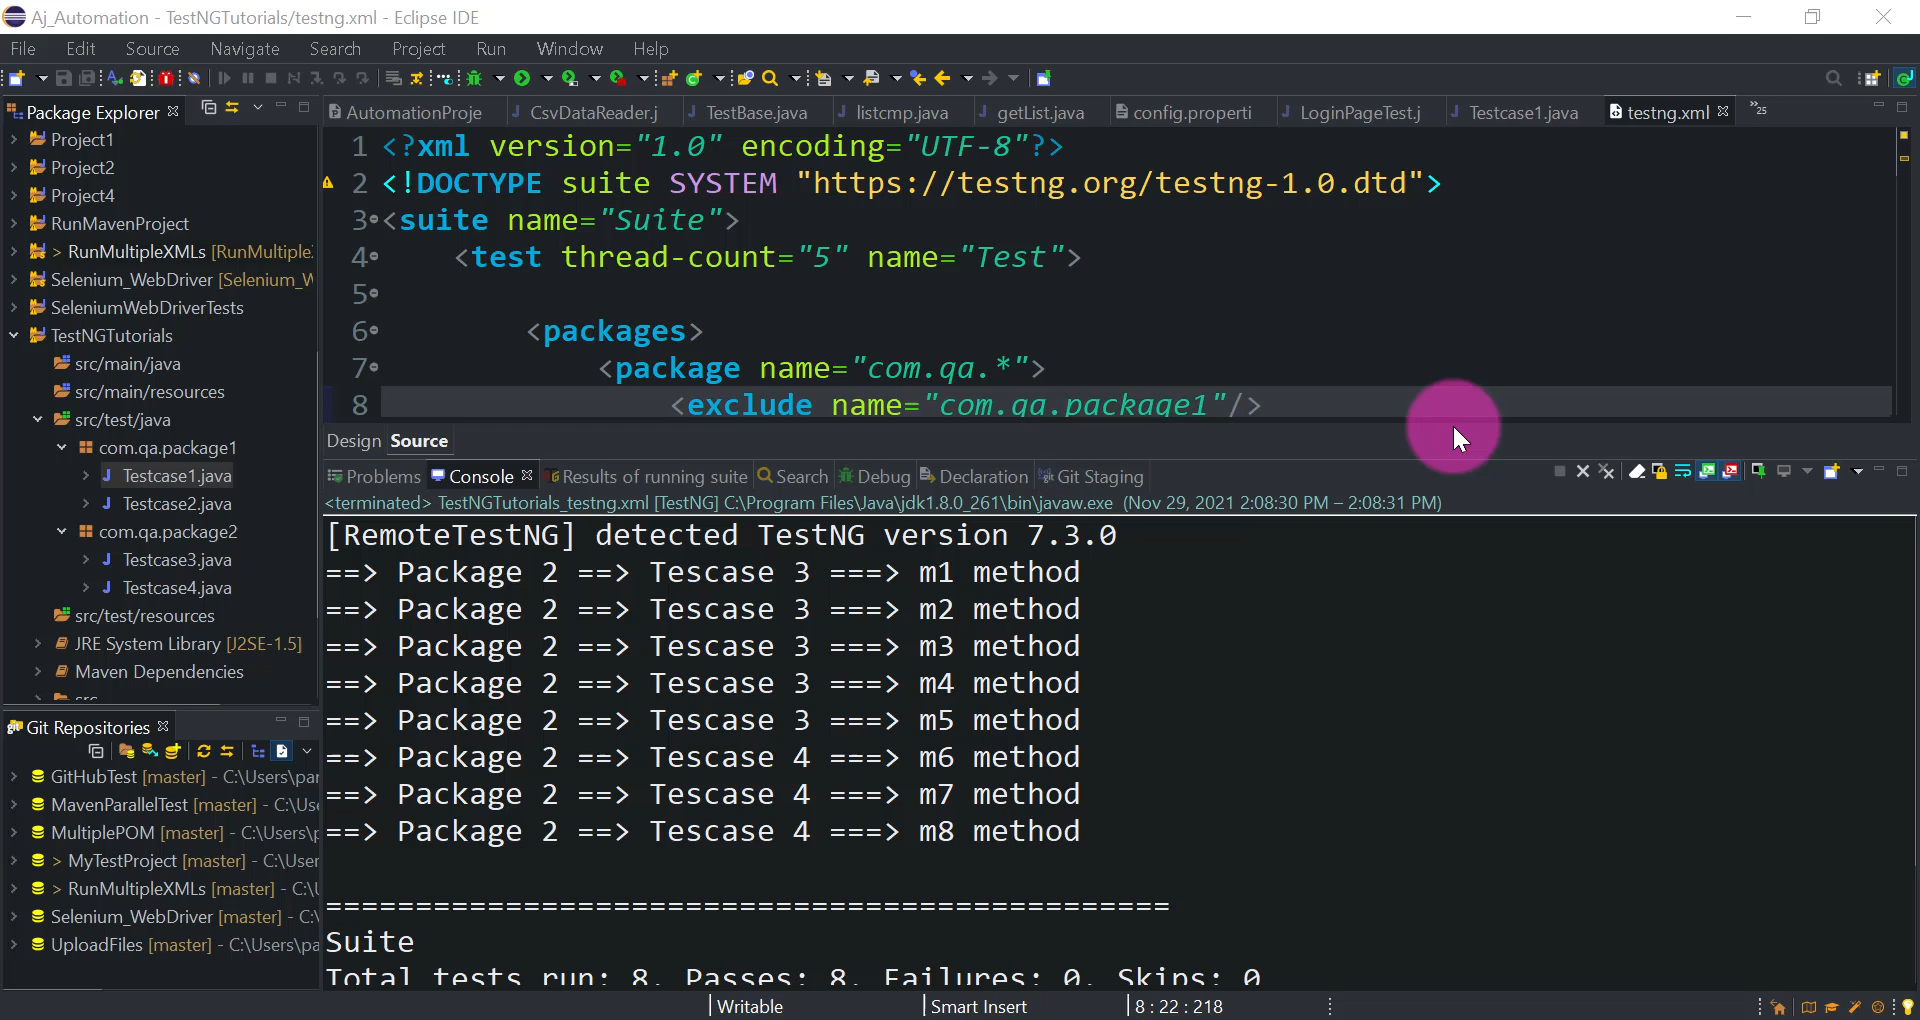 Aj_Automation - TestNGTutorials/testng.xml - Eclipse IDE
File Edit Source Navigate Search Project Run Window Help
Package Explorer
Project1
Project2
Project4
RunMavenProject
> RunMultipleXMLs [RunMultiple
Selenium_WebDriver [Selenium_W
SeleniumWebDriverTests
TestNGTutorials
src/main/java
src/main/resources
src/test/java
com.qa.package1
Testcase1.java
Testcase2.java
com.qa.package2
Testcase3.java
Testcase4.java
src/test/resources
JRE System Library [J2SE-1.5]
Maven Dependencies
src
Git Repositories
GitHubTest [master] - C:\Users\par
MavenParallelTest [master] - C:\Use
MultiplePOM [master] - C:\Users\p
> MyTestProject [master] - C:\User
> RunMultipleXMLs [master] - C:\U
Selenium_WebDriver [master] - C:\
UploadFiles [master] - C:\Users\pa
AutomationProje CsvDataReader.j TestBase.java listcmp.java getList.java config.properti LoginPageTest.j Testcase1.java testng.xml »25
1 <?xml version="1.0" encoding="UTF-8"?>
2 <!DOCTYPE suite SYSTEM "https://testng.org/testng-1.0.dtd">
3 <suite name="Suite">
4 <test thread-count="5" name="Test">
5
6 <packages>
7 <package name="com.qa.*">
8 <exclude name="com.qa.package1"/>
Design Source
Problems Console Results of running suite Search Debug Declaration Git Staging
<terminated> TestNGTutorials_testng.xml [TestNG] C:\Program Files\Java\jdk1.8.0_261\bin\javaw.exe (Nov 29, 2021 2:08:30 PM – 2:08:31 PM)
[RemoteTestNG] detected TestNG version 7.3.0
==> Package 2 ==> Tescase 3 ===> m1 method
==> Package 2 ==> Tescase 3 ===> m2 method
==> Package 2 ==> Tescase 3 ===> m3 method
==> Package 2 ==> Tescase 3 ===> m4 method
==> Package 2 ==> Tescase 3 ===> m5 method
==> Package 2 ==> Tescase 4 ===> m6 method
==> Package 2 ==> Tescase 4 ===> m7 method
==> Package 2 ==> Tescase 4 ===> m8 method
===============================================
Suite
Total tests run: 8, Passes: 8, Failures: 0, Skips: 0
Writable Smart Insert 8 : 22 : 218